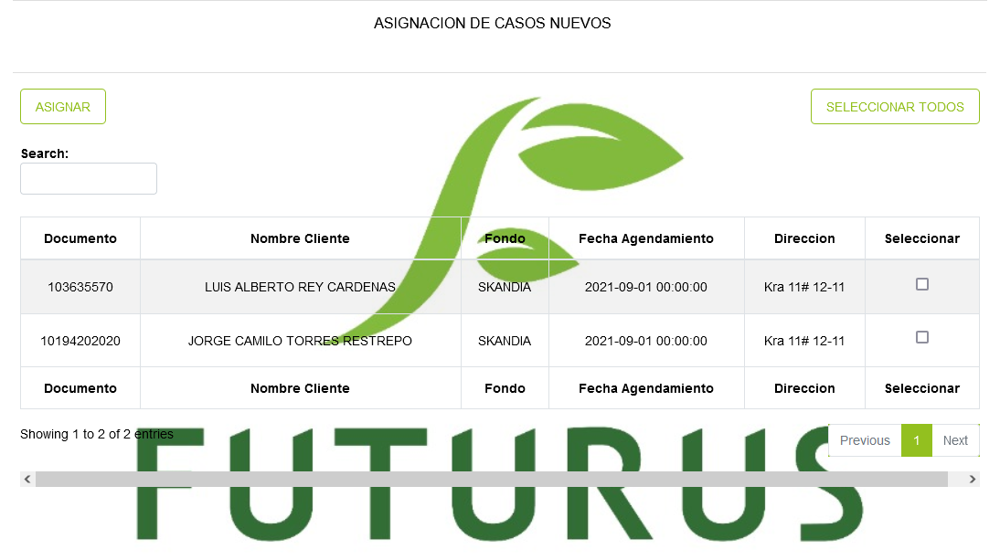 ASIGNACION DE CASOS NUEVOS
ASIGNAR
SELECCIONAR TODOS
Search:
Documento Nombre Cliente Fondo Fecha Agendamiento Direccion Seleccionar
103635570 LUIS ALBERTO REY CARDENAS SKANDIA 2021-09-01 00:00:00 Kra 11# 12-11
10194202020 JORGE CAMILO TORRES RESTREPO SKANDIA 2021-09-01 00:00:00 Kra 11# 12-11
Documento Nombre Cliente Fondo Fecha Agendamiento Direccion Seleccionar
Showing 1 to 2 of 2 entries
Previous 1 Next
FUTURUS